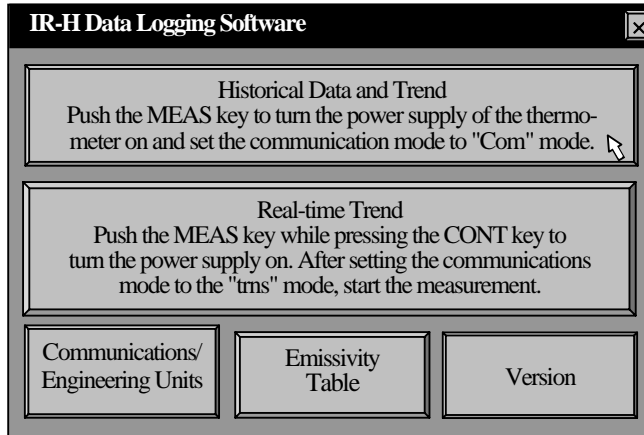 IR-H Data Logging Software
Historical Data and Trend
Push the MEAS key to turn the power supply of the thermo-
meter on and set the communication mode to "Com" mode.
Real-time Trend
Push the MEAS key while pressing the CONT key to
turn the power supply on. After setting the communications
mode to the "trns" mode, start the measurement.
Communications/
Engineering Units
Emissivity
Table
Version